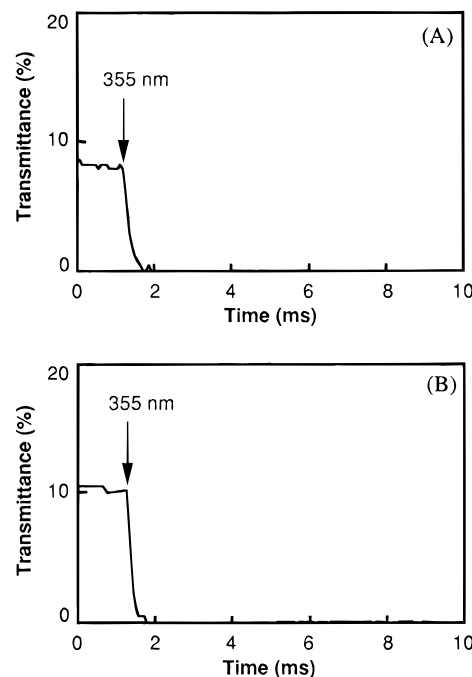 (A)
355 nm
20
10
0
Transmittance (%)
0 2 4 6 8 10
Time (ms)
(B)
355 nm
20
10
0
Transmittance (%)
0 2 4 6 8 10
Time (ms)